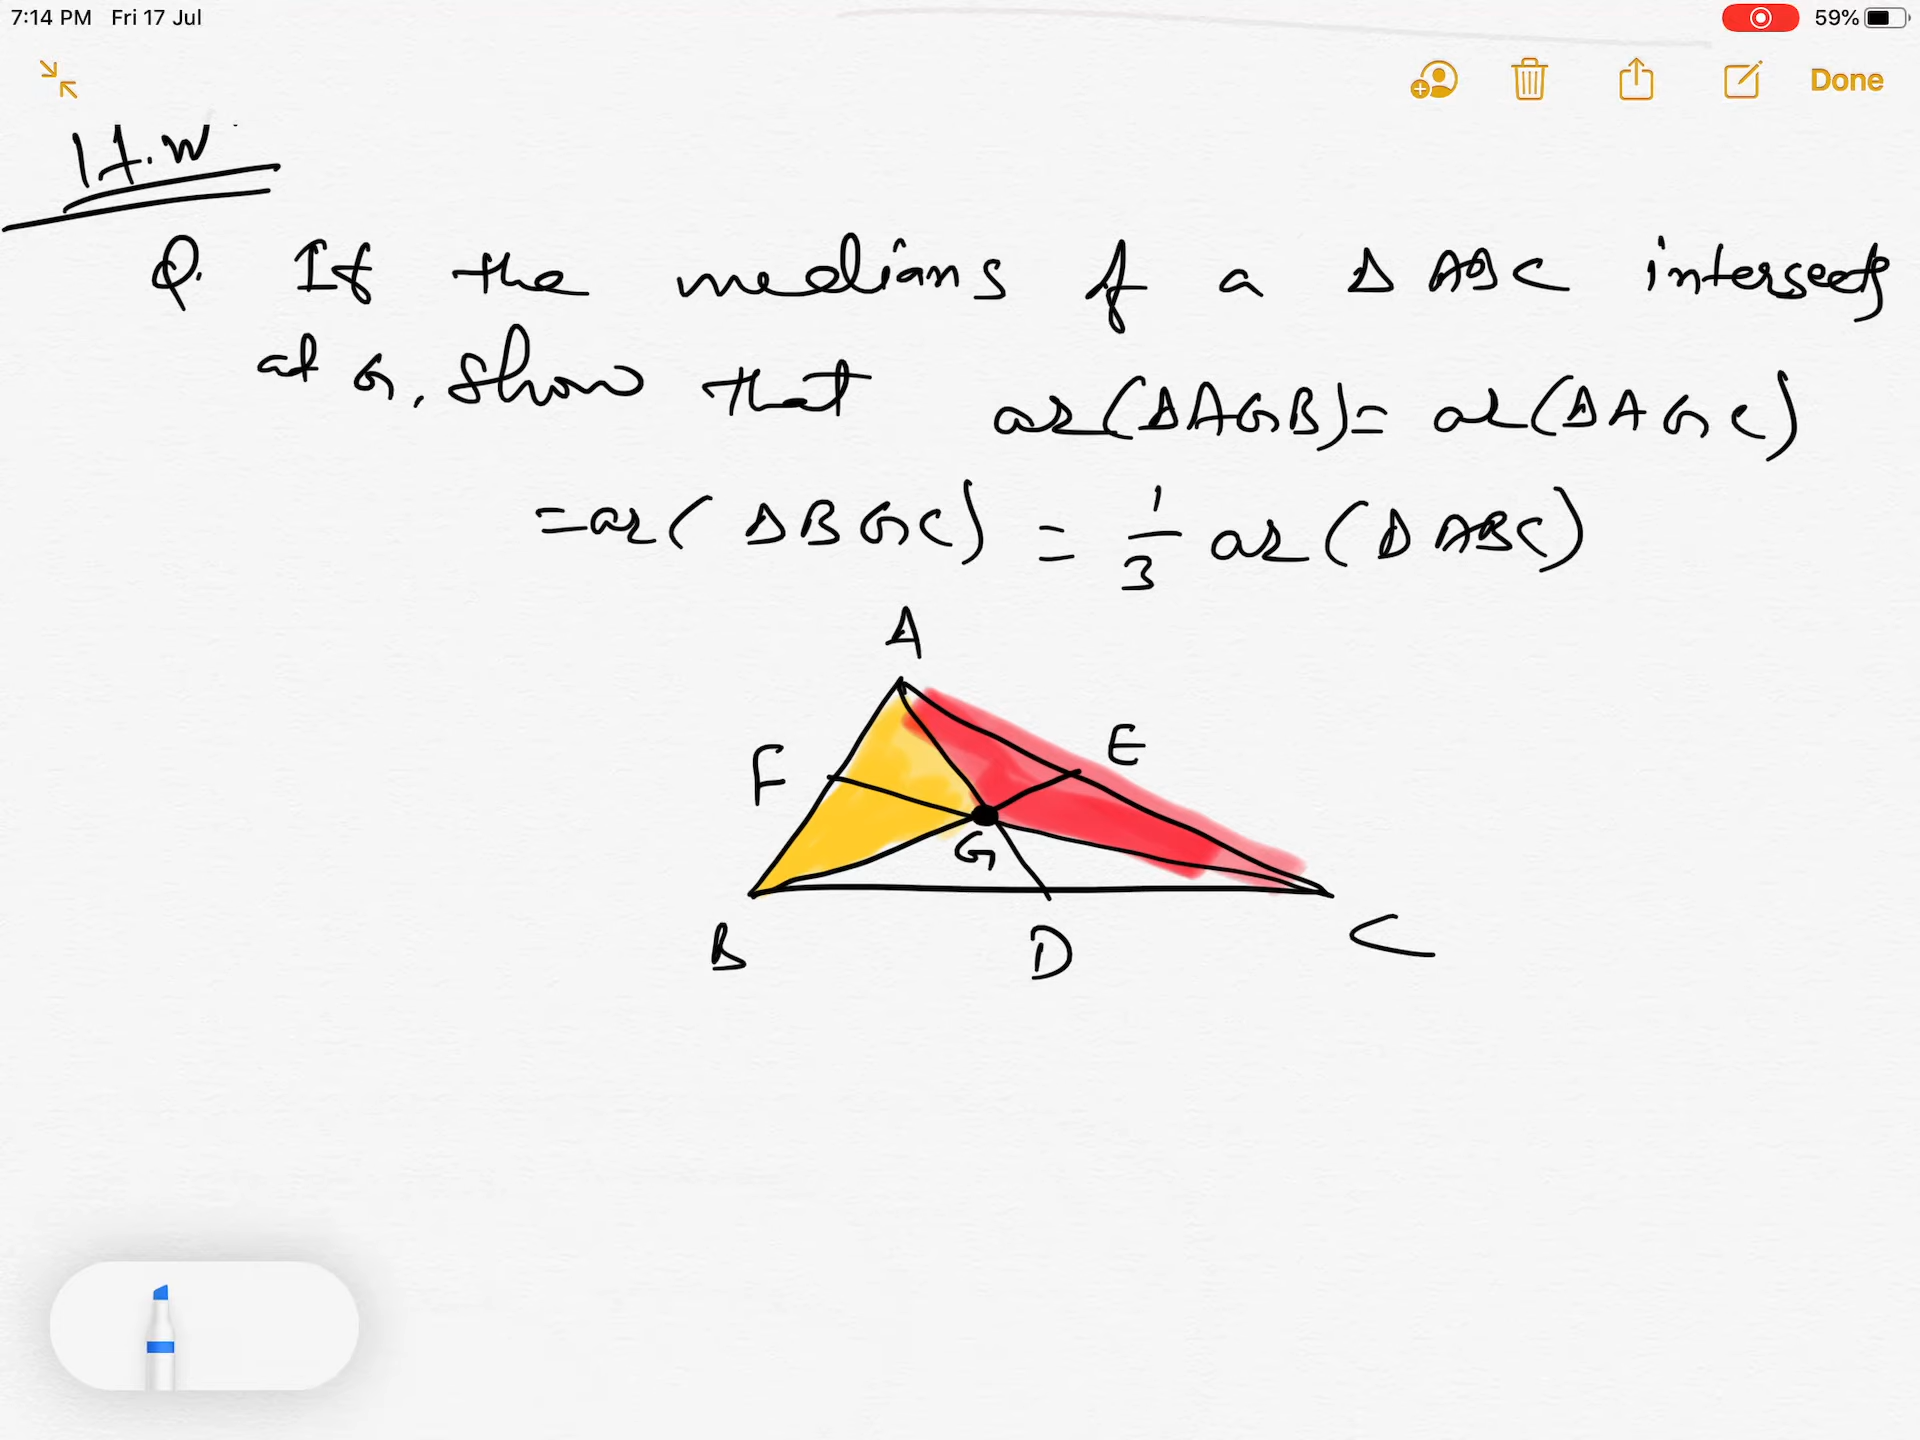 7:14 PM Fri 17 Jul 59%
Done
H.W
Q. If the medians of a Δ ABC intersects
at G, show that ar(ΔAGB) = ar(ΔAGC)
= ar(ΔBGC) = 1/3 ar(ΔABC)
A
F E
G
B D C